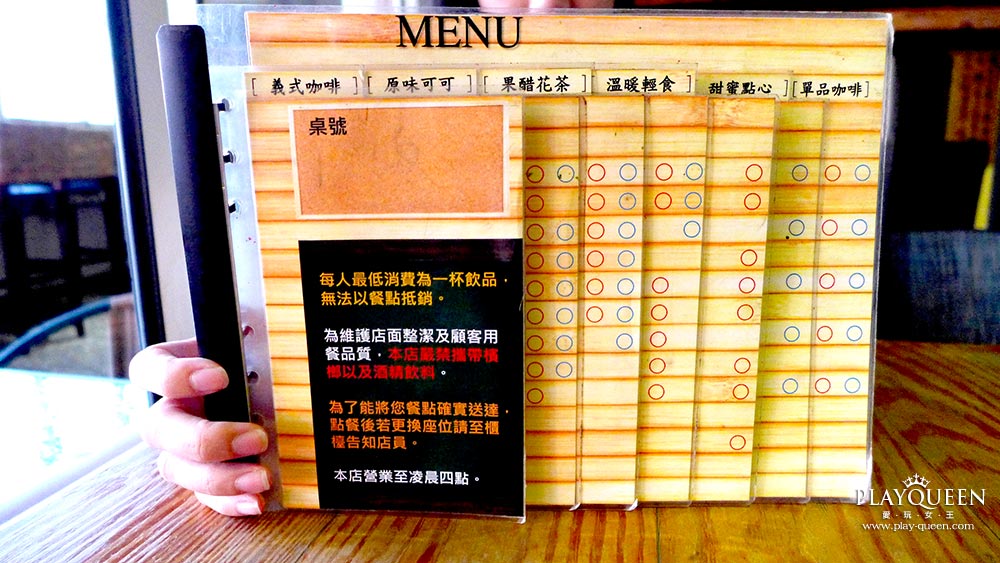 MENU
[ 義式咖啡 ] [ 原味可可 ] [ 果醋花茶 ] [ 溫暖輕食 ] 甜蜜點心 [ 單品咖啡 ]
桌號
每人最低消費為一杯飲品，
無法以餐點抵銷。
為維護店面整潔及顧客用
餐品質，本店嚴禁攜帶檳
榔以及酒精飲料。
為了能將您餐點確實送達，
點餐後若更換座位請至櫃
檯告知店員。
本店營業至凌晨四點。
PLAYQUEEN
愛·玩·女·王
www.play-queen.com